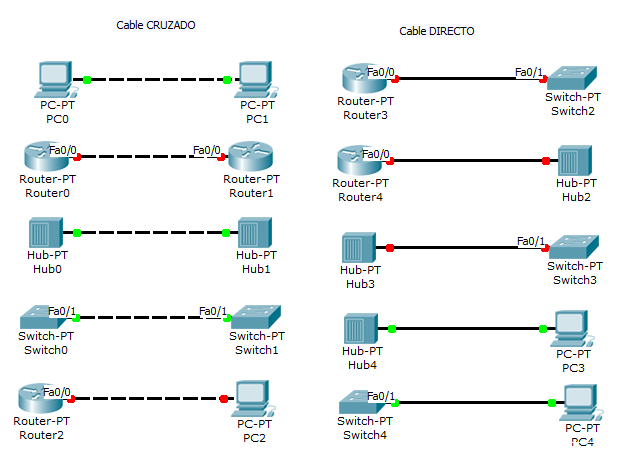 Cable CRUZADO
PC-PT
PC0
PC-PT
PC1
Fa0/0
Fa0/0
Router-PT
Router0
Router-PT
Router1
Hub-PT
Hub0
Hub-PT
Hub1
Fa0/1
Fa0/1
Switch-PT
Switch0
Switch-PT
Switch1
Fa0/0
Router-PT
Router2
PC-PT
PC2
Cable DIRECTO
Fa0/0
Fa0/1
Router-PT
Router3
Switch-PT
Switch2
Fa0/0
Router-PT
Router4
Hub-PT
Hub2
Fa0/1
Hub-PT
Hub3
Switch-PT
Switch3
Hub-PT
Hub4
PC-PT
PC3
Fa0/1
Switch-PT
Switch4
PC-PT
PC4